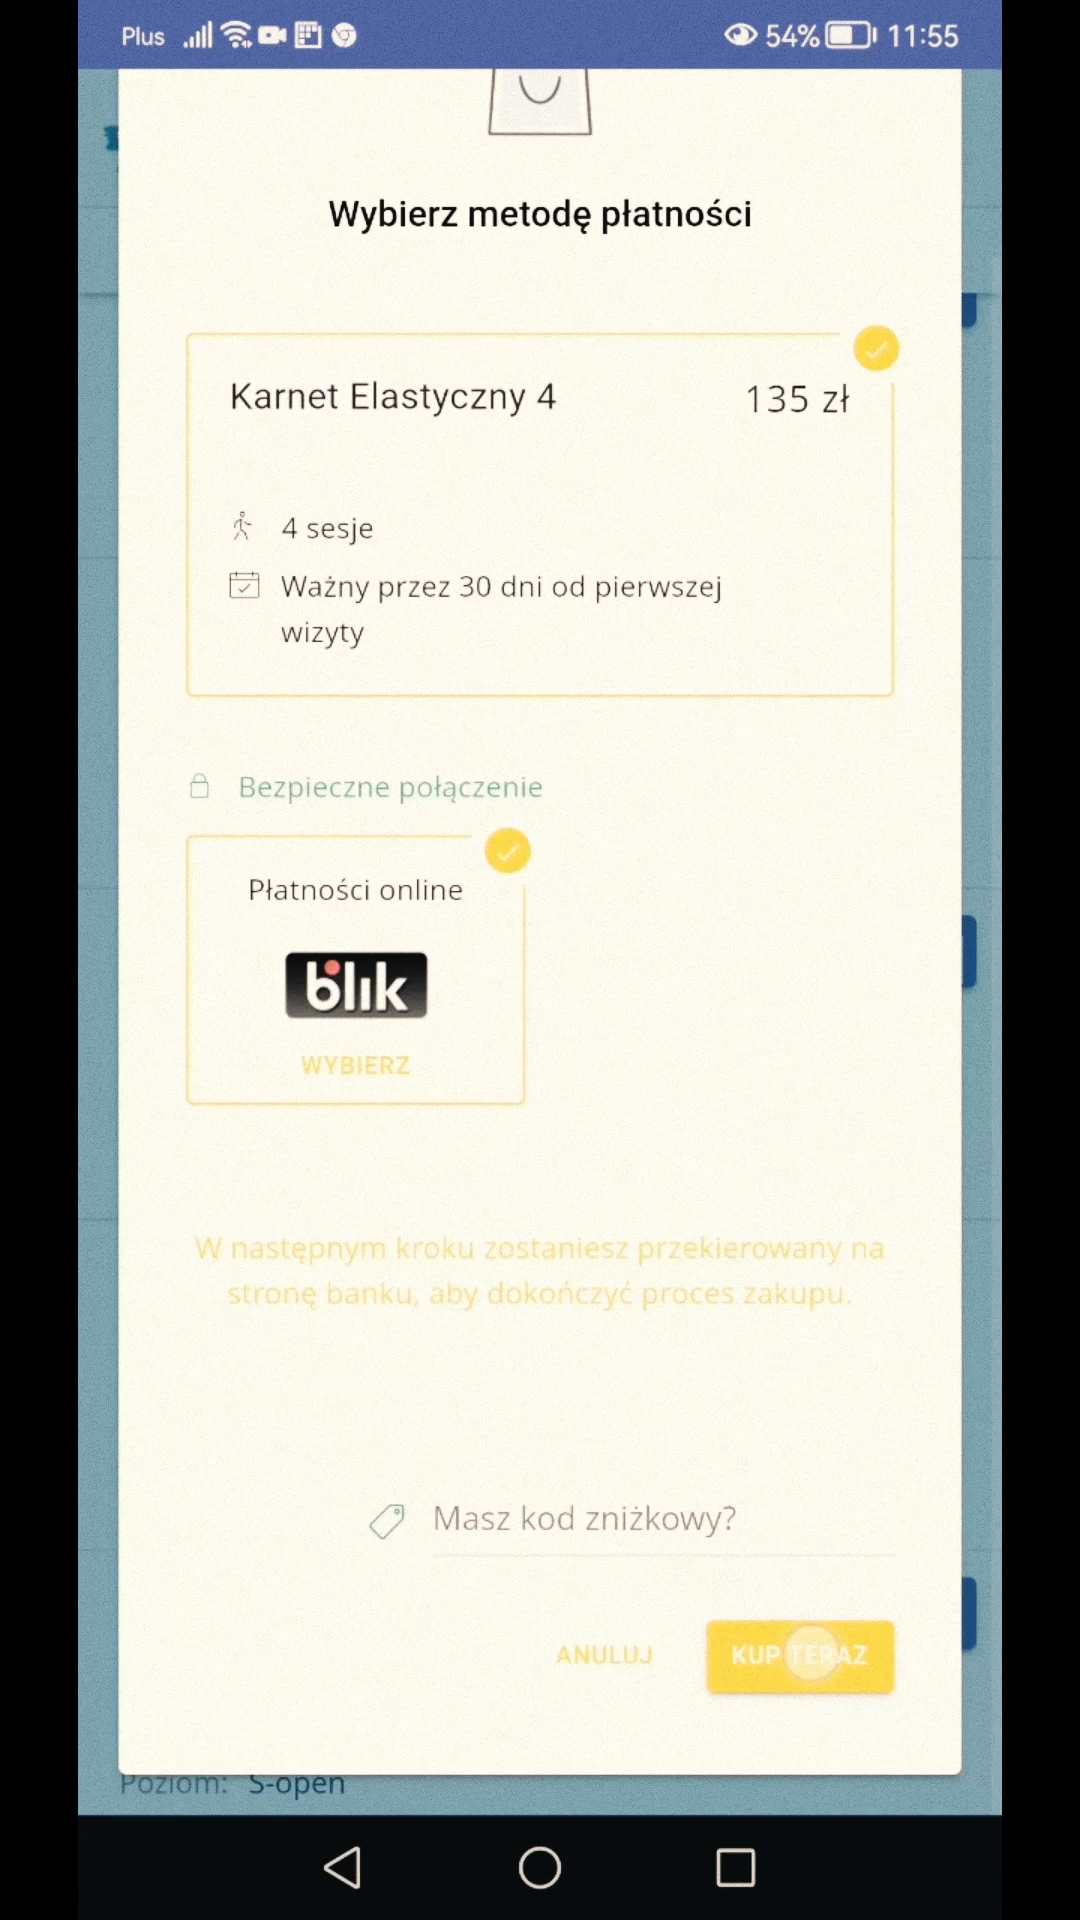 Plus 54% 11:55
Wybierz metodę płatności
Karnet Elastyczny 4 135 zł
4 sesje
Ważny przez 30 dni od pierwszej
wizyty
Bezpieczne połączenie
Płatności online
blik
WYBIERZ
W następnym kroku zostaniesz przekierowany na
stronę banku, aby dokończyć proces zakupu.
Masz kod zniżkowy?
ANULUJ KUP TERAZ
Poziom: S-open